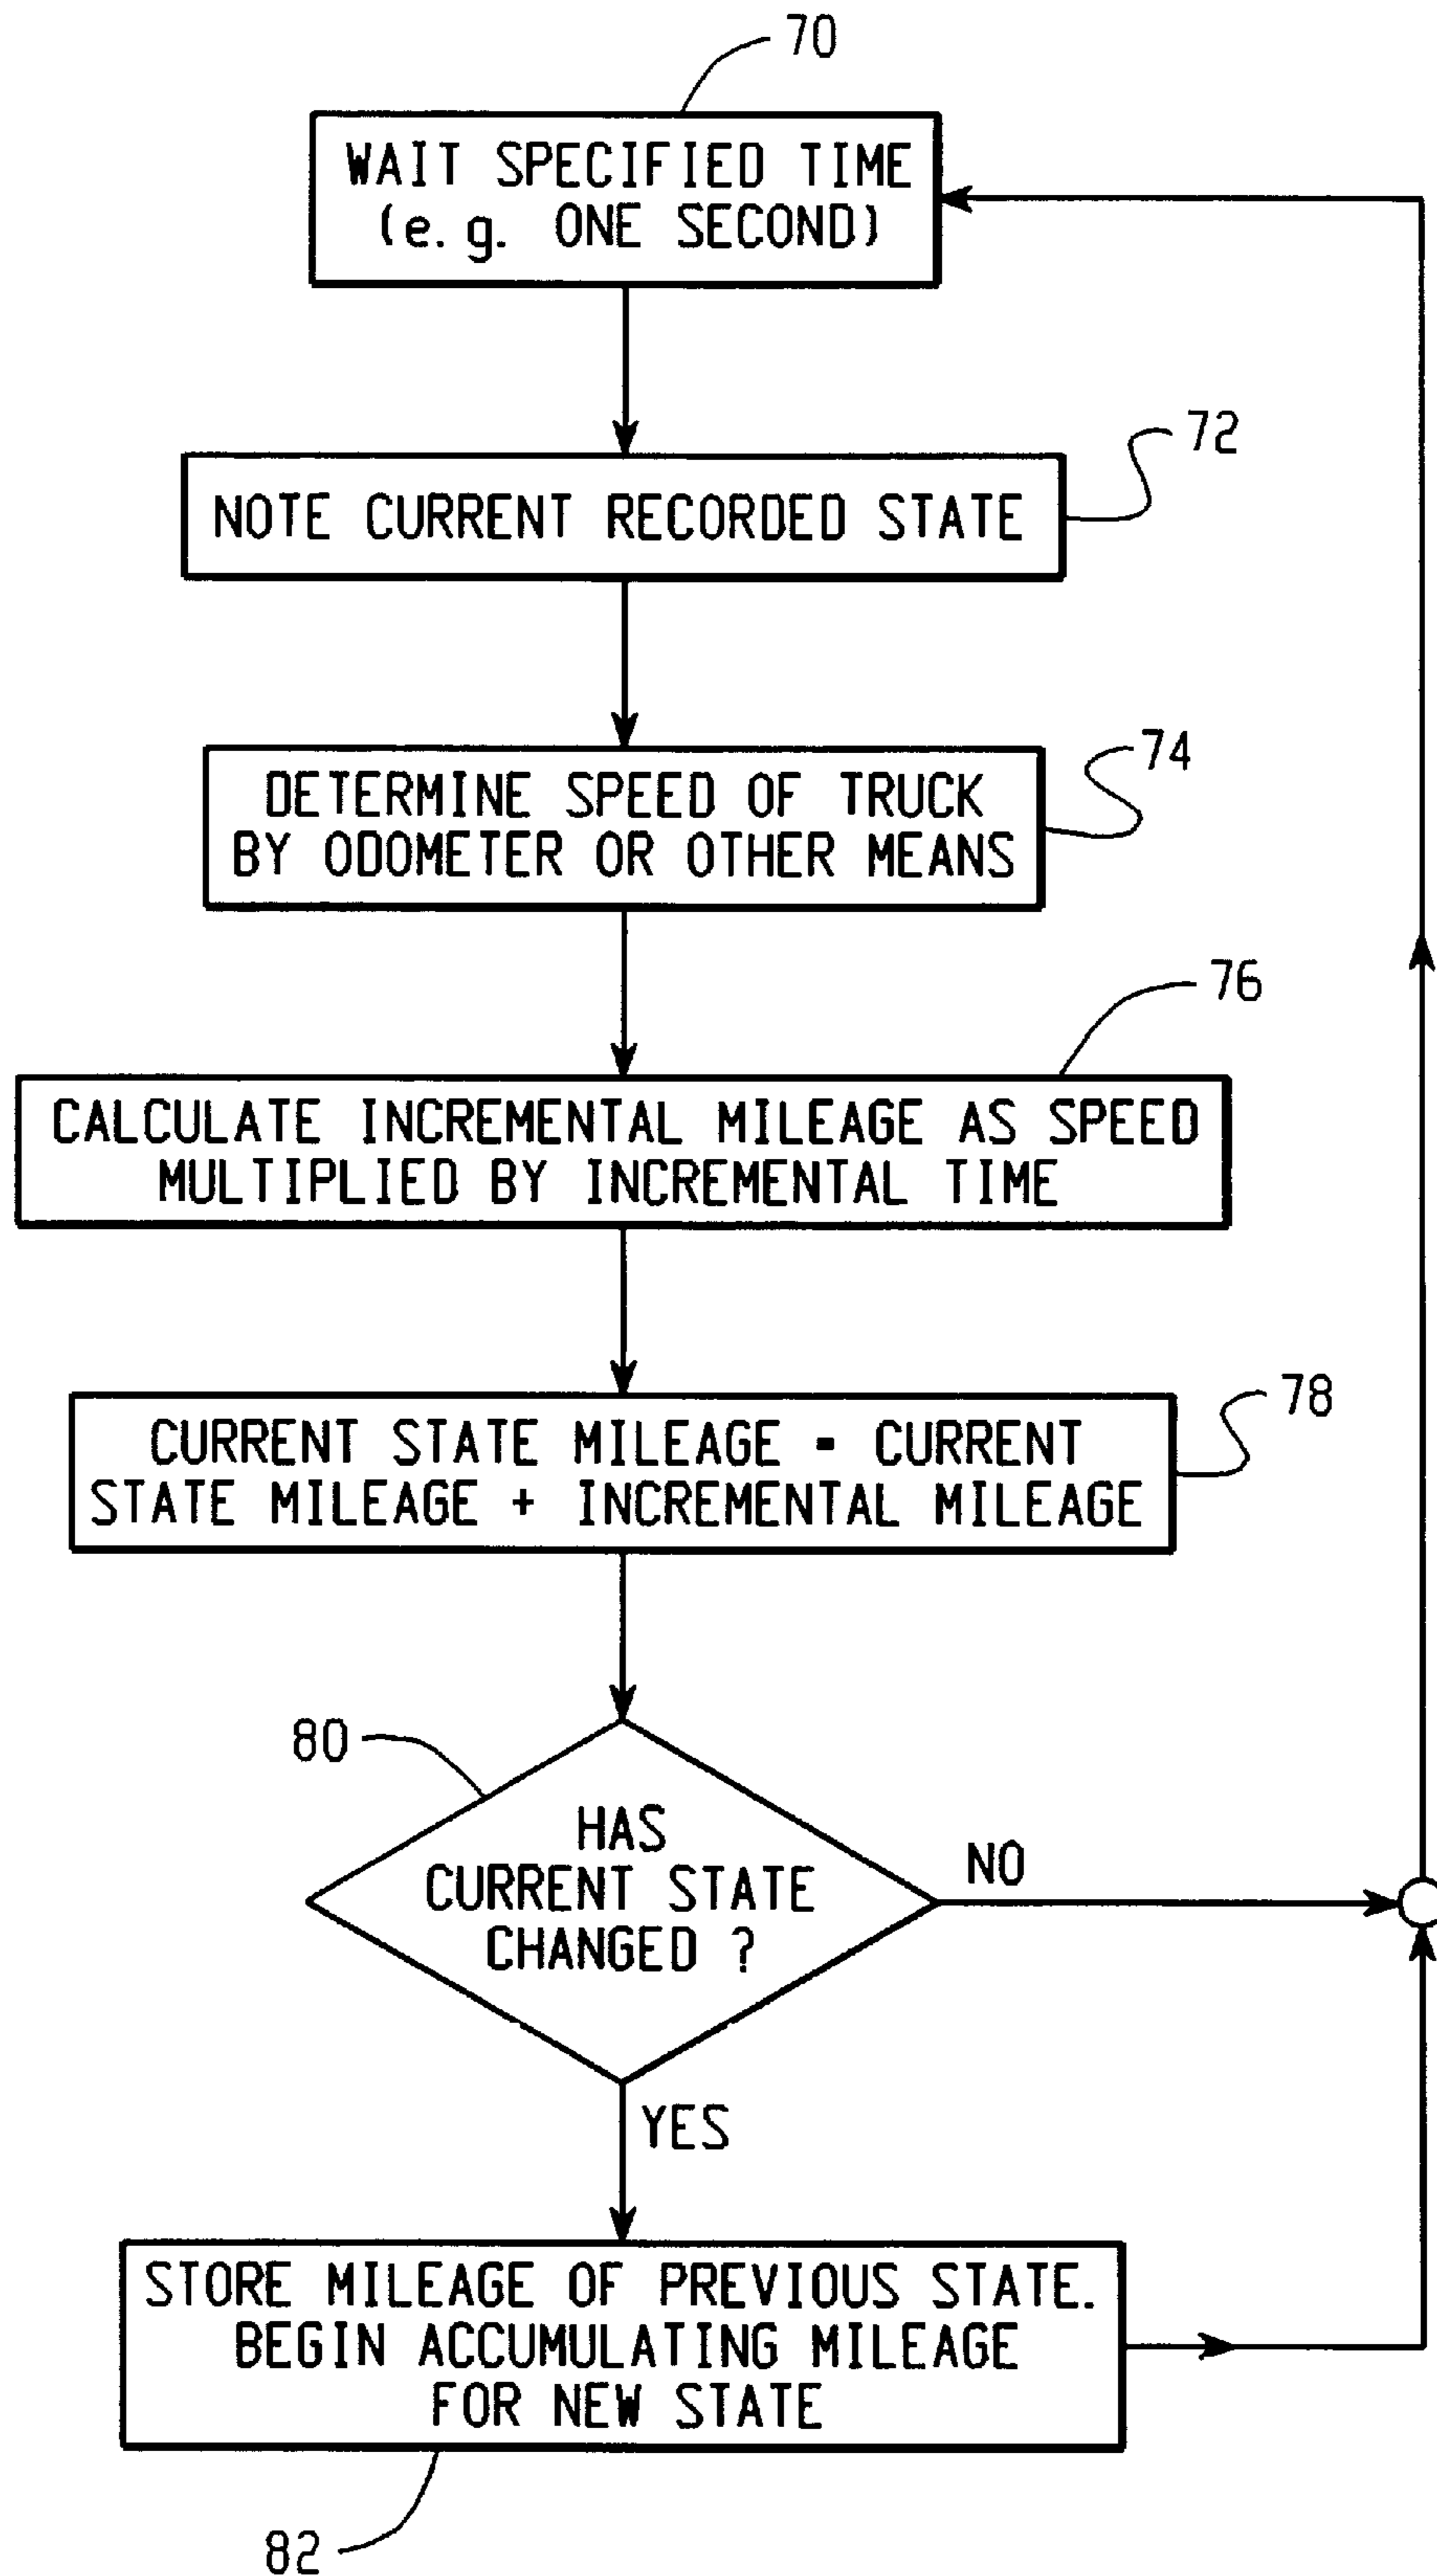 70
WAIT SPECIFIED TIME
(e.g. ONE SECOND)
72
NOTE CURRENT RECORDED STATE
74
DETERMINE SPEED OF TRUCK
BY ODOMETER OR OTHER MEANS
76
CALCULATE INCREMENTAL MILEAGE AS SPEED
MULTIPLIED BY INCREMENTAL TIME
78
CURRENT STATE MILEAGE = CURRENT
STATE MILEAGE + INCREMENTAL MILEAGE
80
HAS
CURRENT STATE
CHANGED ?
NO
YES
STORE MILEAGE OF PREVIOUS STATE.
BEGIN ACCUMULATING MILEAGE
FOR NEW STATE
82